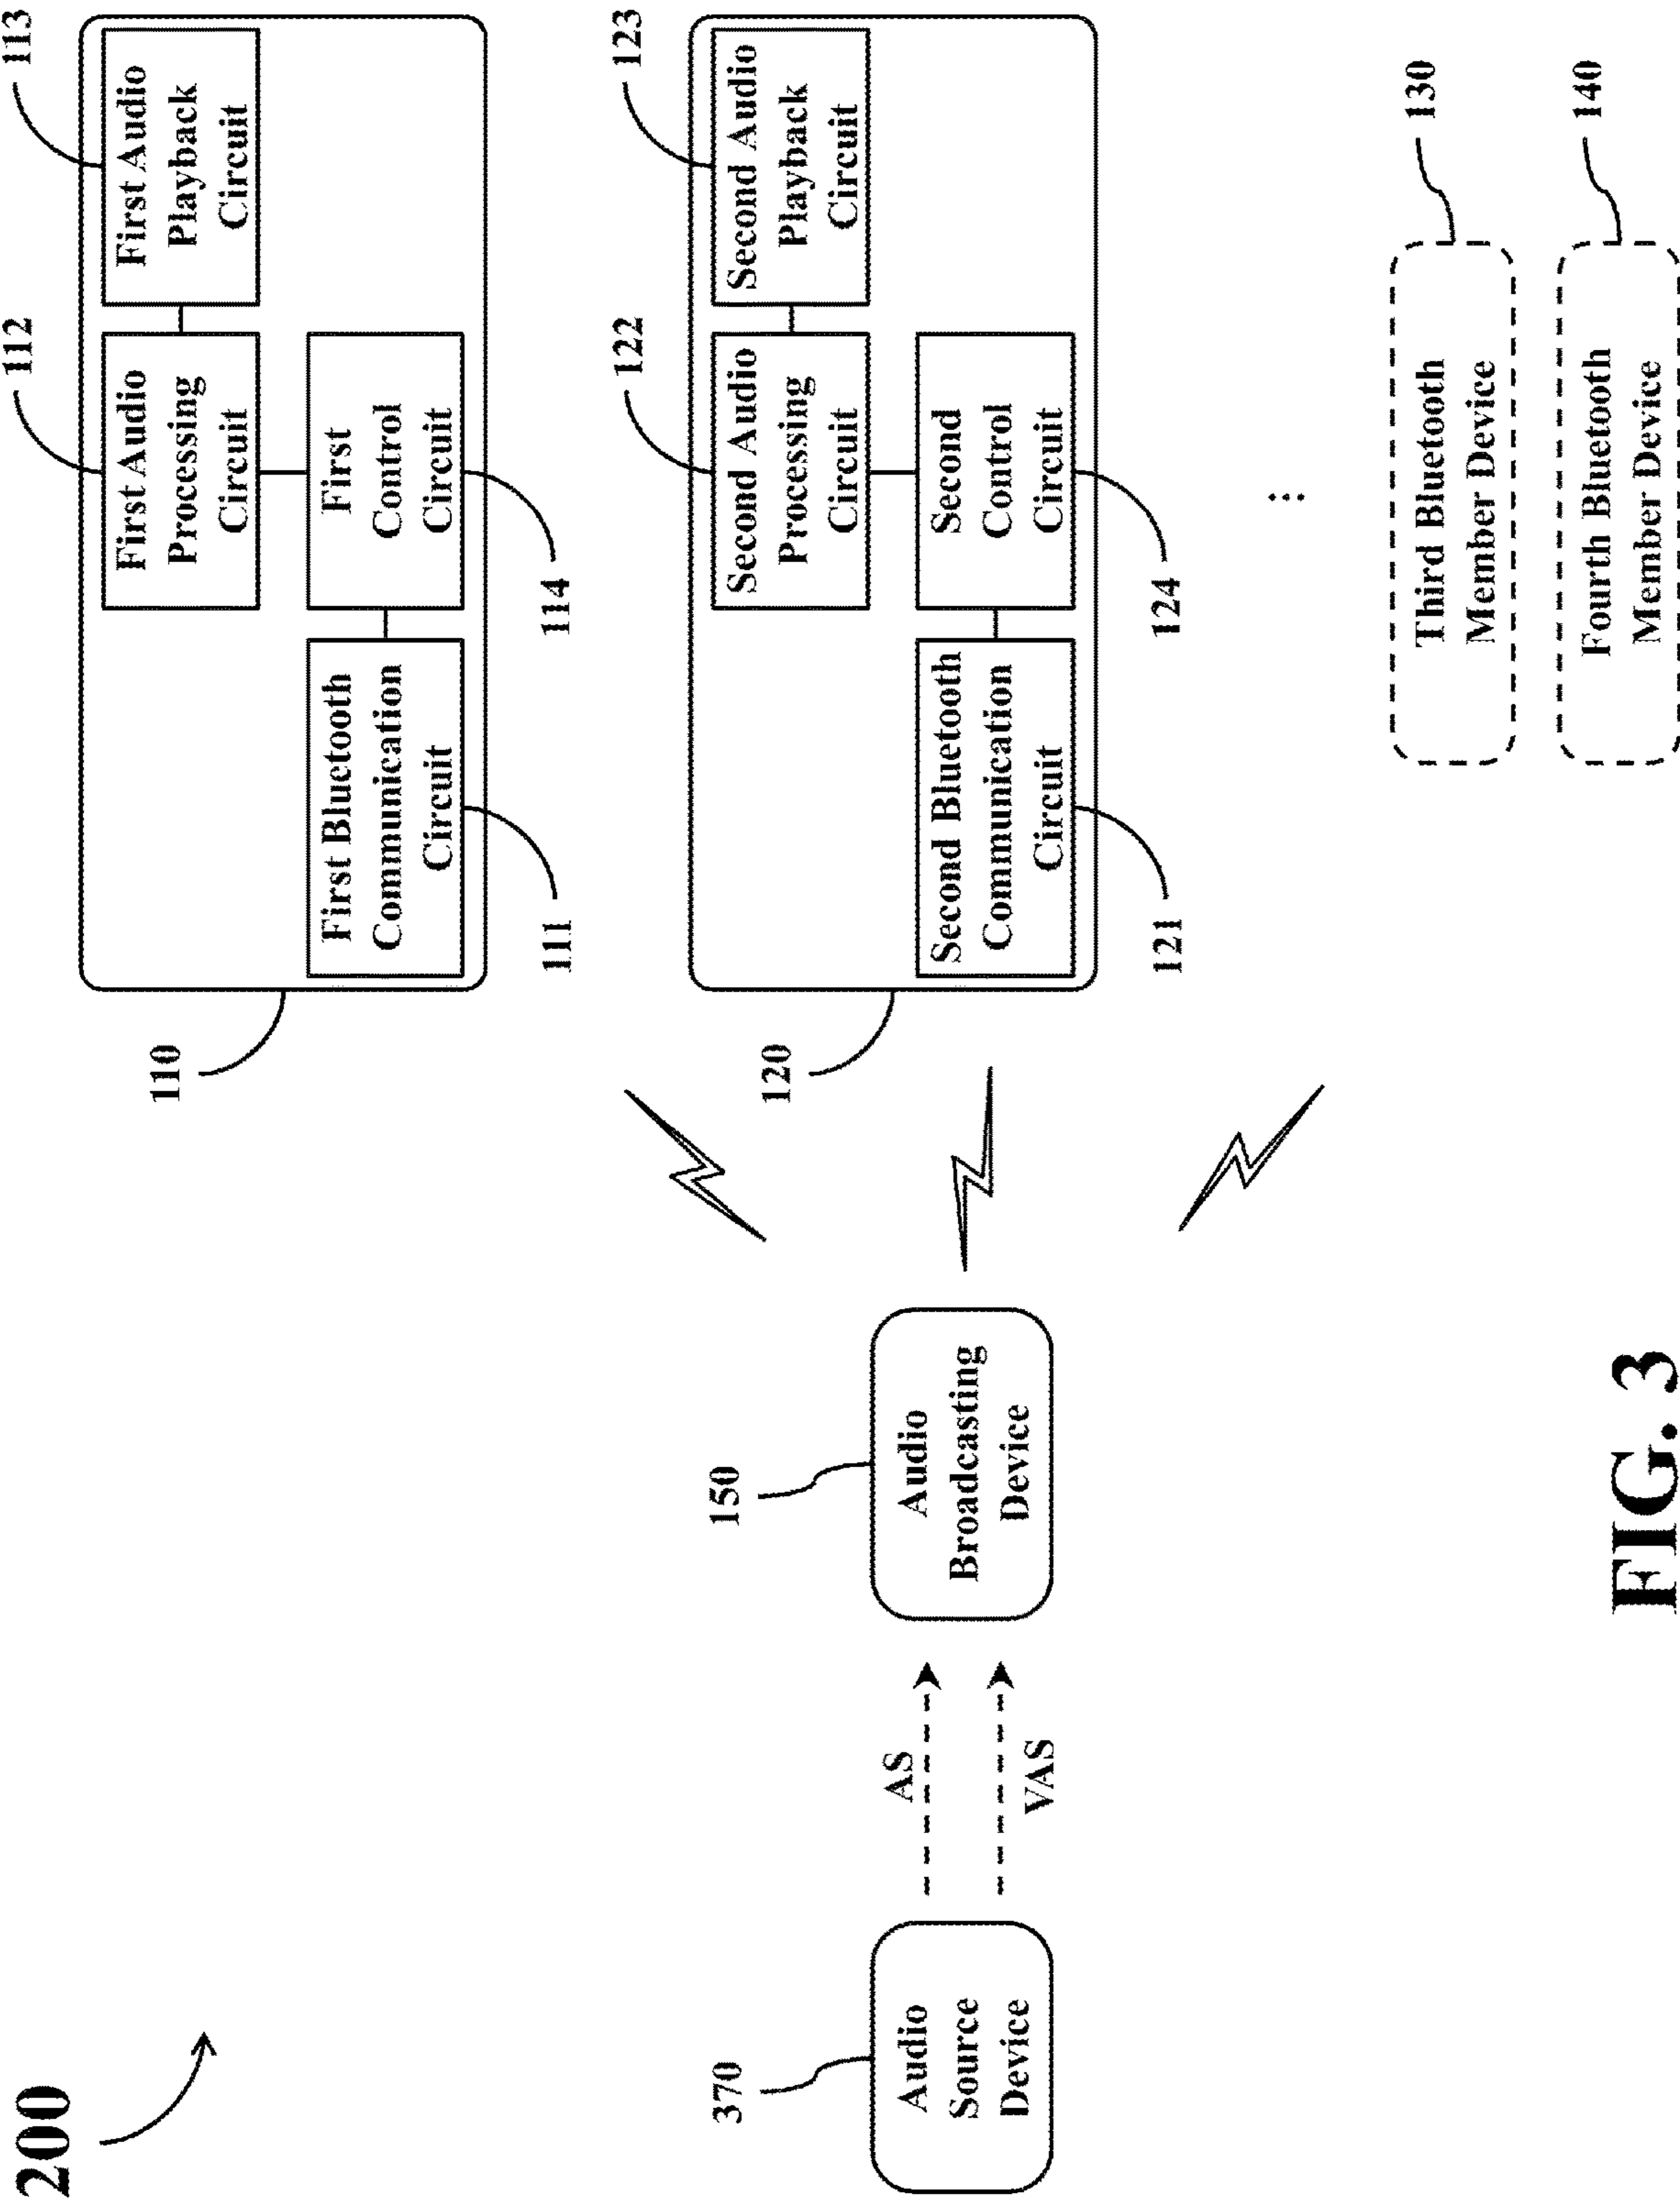 200
110
112
113
First Audio
Processing
Circuit
First Audio
Playback
Circuit
First Bluetooth
Communication
Circuit
First
Control
Circuit
111
114
120
122
123
Second Audio
Processing
Circuit
Second Audio
Playback
Circuit
Second Bluetooth
Communication
Circuit
Second
Control
Circuit
121
124
370
Audio
Source
Device
AS
VAS
150
Audio
Broadcasting
Device
130
Third Bluetooth
Member Device
140
Fourth Bluetooth
Member Device
FIG. 3